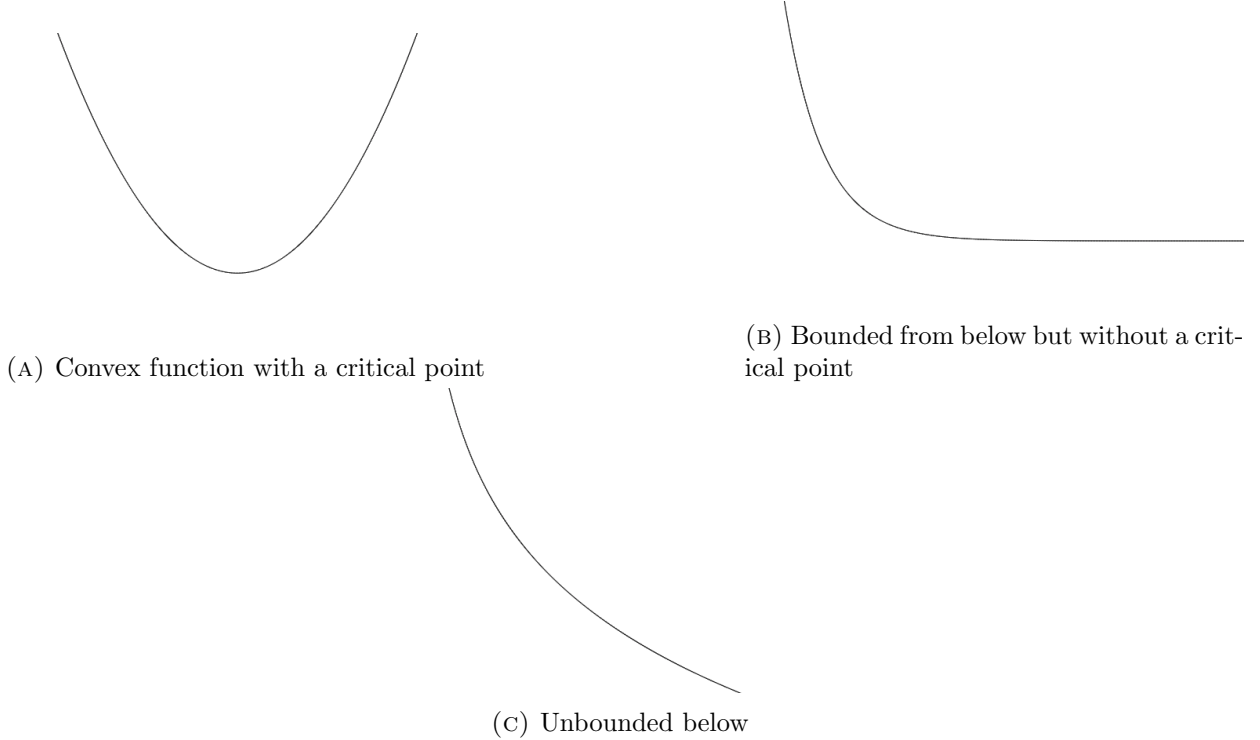 (A) Convex function with a critical point
(B) Bounded from below but without a crit-
ical point
(C) Unbounded below